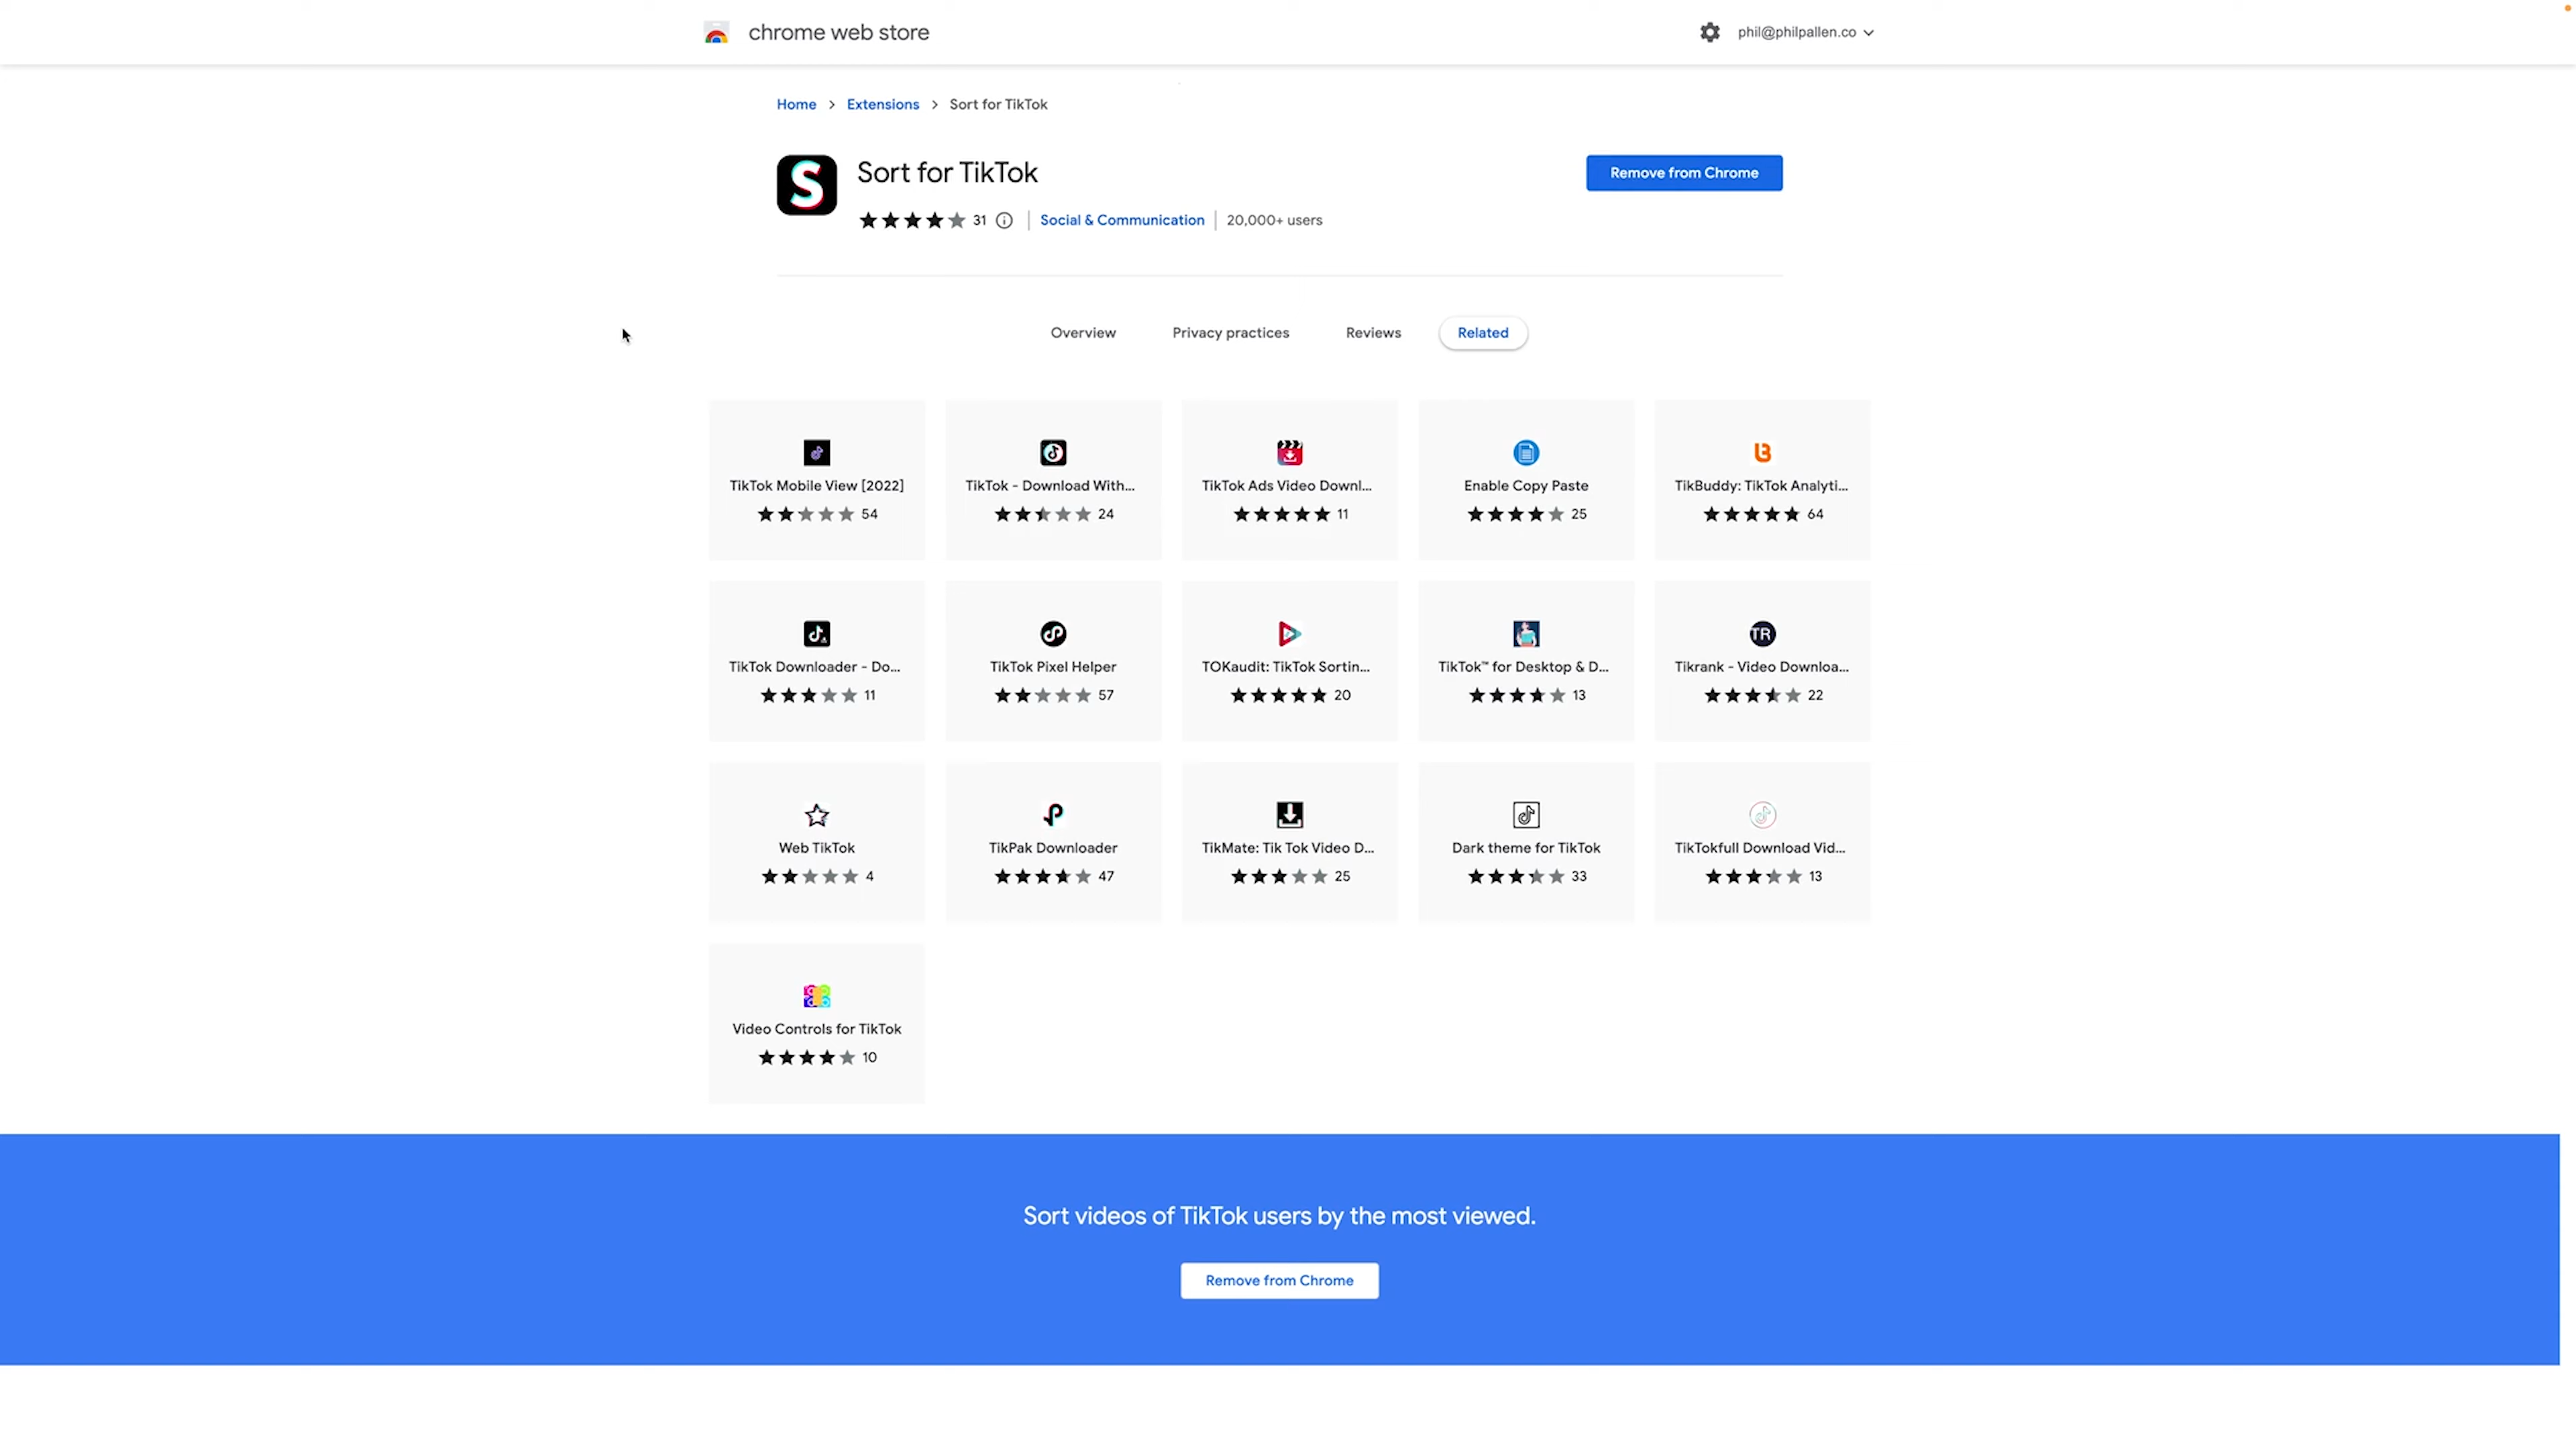 chrome web store
phil@philpallen.co
Home > Extensions > Sort for TikTok
Sort for TikTok
Remove from Chrome
31 | Social & Communication | 20,000+ users
Overview
Privacy practices
Reviews
Related
TikTok Mobile View [2022]
54
TikTok - Download With...
24
TikTok Ads Video Downl...
11
Enable Copy Paste
25
TikBuddy: TikTok Analyti...
64
TikTok Downloader - Do...
11
TikTok Pixel Helper
57
TOKaudit: TikTok Sortin...
20
TikTok™ for Desktop & D...
13
TR
Tikrank - Video Downloa...
22
Web TikTok
4
TikPak Downloader
47
TikMate: Tik Tok Video D...
25
Dark theme for TikTok
33
TikTokfull Download Vid...
13
Video Controls for TikTok
10
Sort videos of TikTok users by the most viewed.
Remove from Chrome